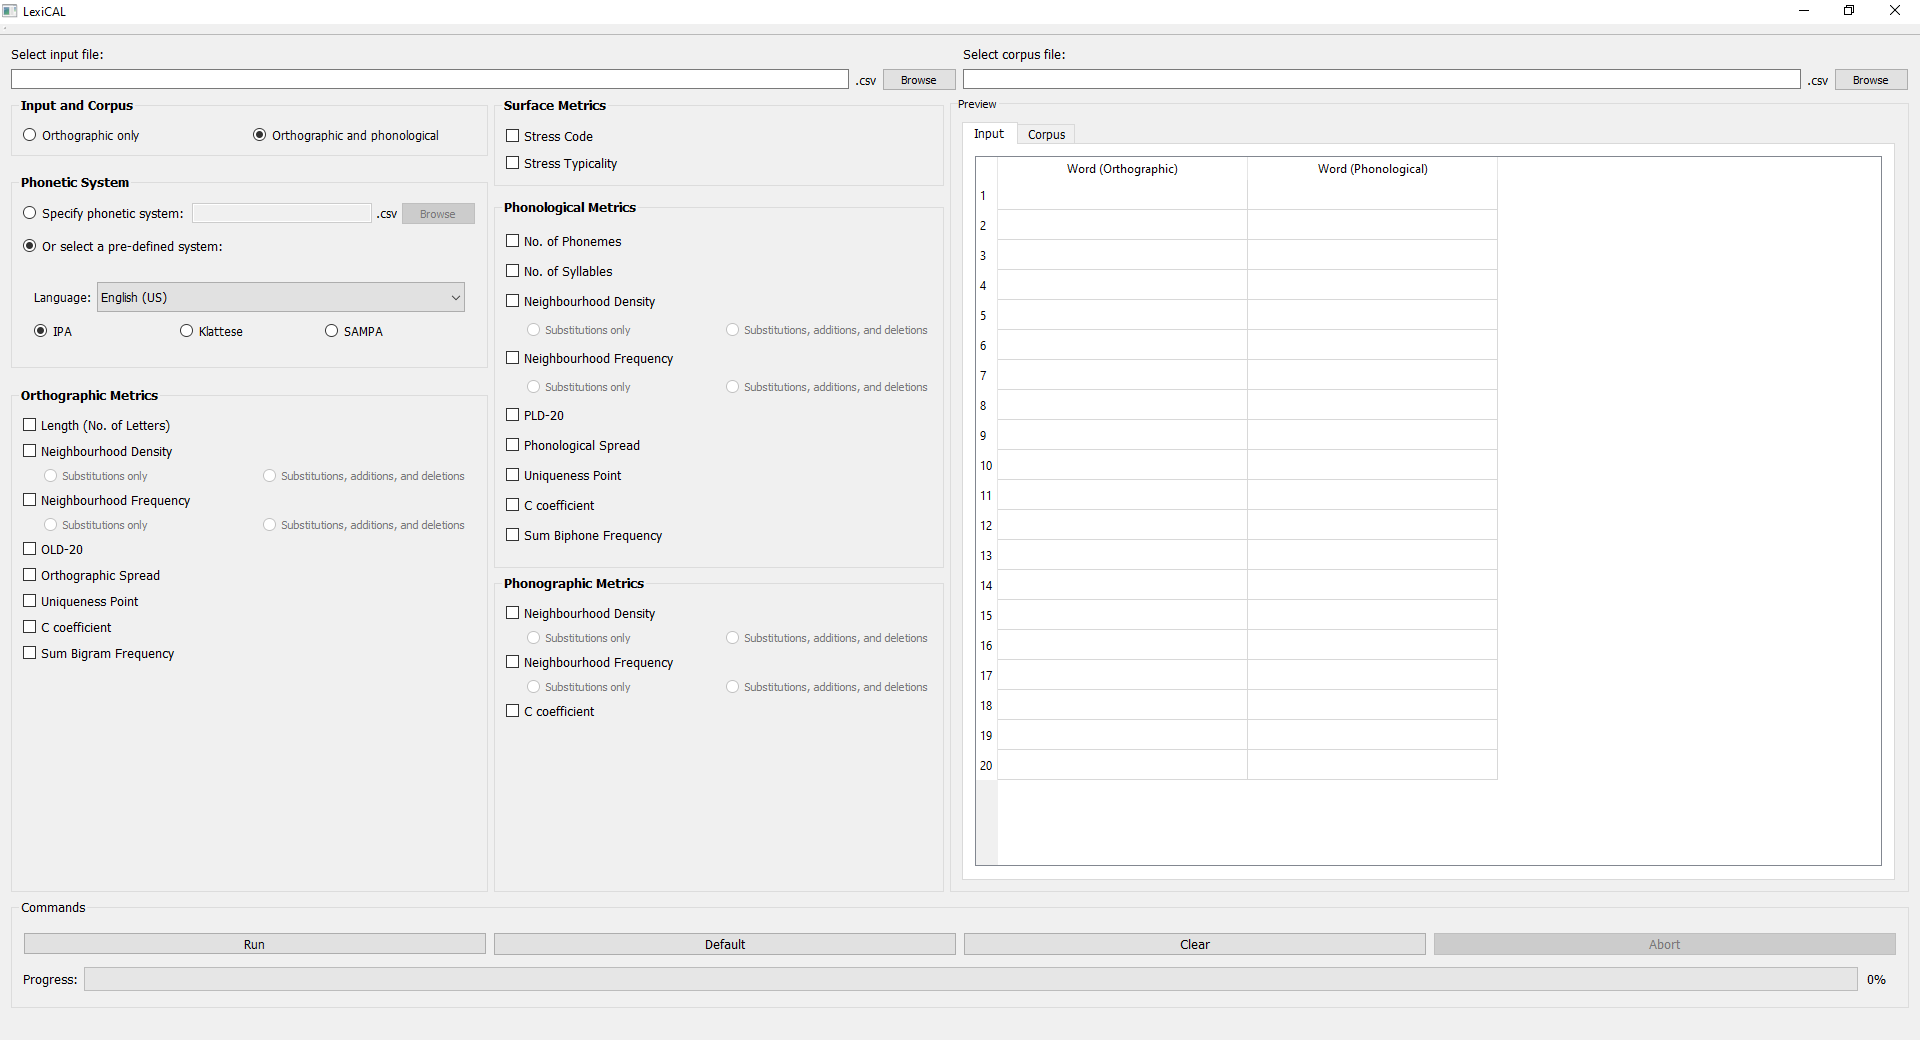 LexiCAL
Select input file:
.csv
Browse
Select corpus file:
.csv
Browse
Input and Corpus
Orthographic only
Orthographic and phonological
Phonetic System
Specify phonetic system:
.csv
Browse
Or select a pre-defined system:
Language:
English (US)
IPA
Klattese
SAMPA
Orthographic Metrics
Length (No. of Letters)
Neighbourhood Density
Substitutions only
Substitutions, additions, and deletions
Neighbourhood Frequency
Substitutions only
Substitutions, additions, and deletions
OLD-20
Orthographic Spread
Uniqueness Point
C coefficient
Sum Bigram Frequency
Surface Metrics
Stress Code
Stress Typicality
Phonological Metrics
No. of Phonemes
No. of Syllables
Neighbourhood Density
Substitutions only
Substitutions, additions, and deletions
Neighbourhood Frequency
Substitutions only
Substitutions, additions, and deletions
PLD-20
Phonological Spread
Uniqueness Point
C coefficient
Sum Biphone Frequency
Phonographic Metrics
Neighbourhood Density
Substitutions only
Substitutions, additions, and deletions
Neighbourhood Frequency
Substitutions only
Substitutions, additions, and deletions
C coefficient
Preview
Input
Corpus
Word (Orthographic)
Word (Phonological)
1
2
3
4
5
6
7
8
9
10
11
12
13
14
15
16
17
18
19
20
Commands
Run
Default
Clear
Abort
Progress:
0%